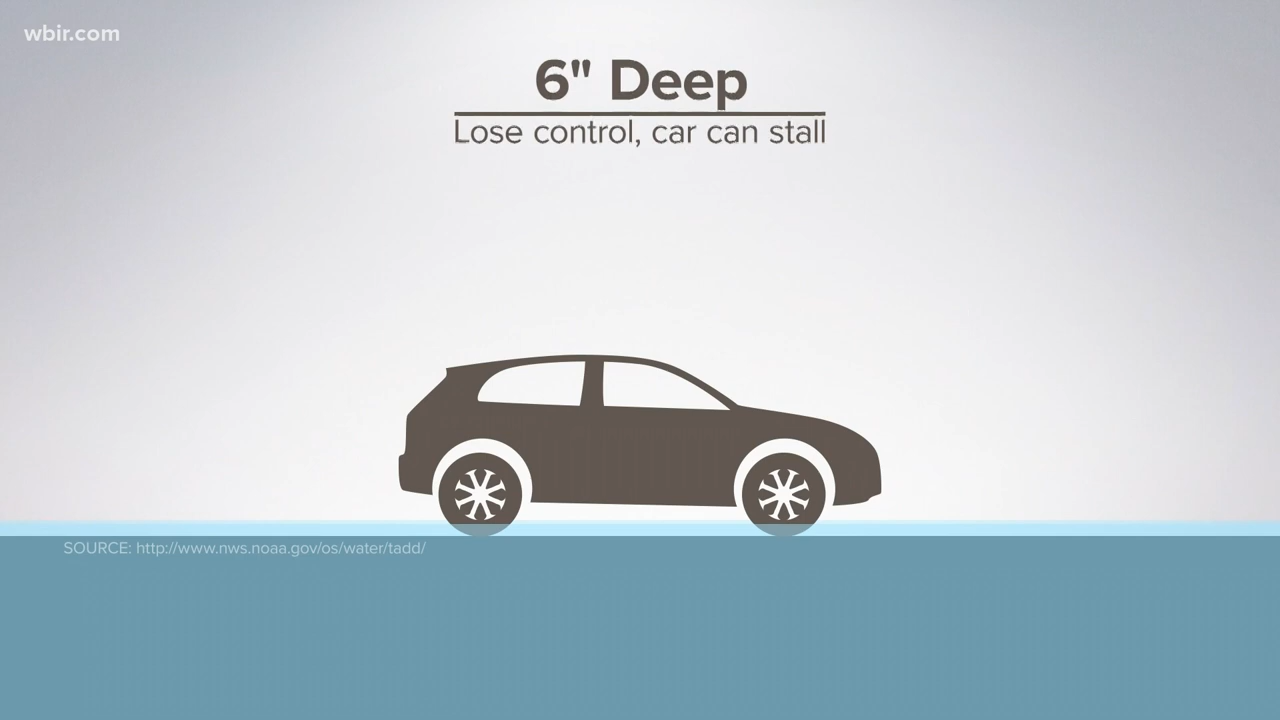 wbir.com
6" Deep
Lose control, car can stall
SOURCE: http://www.nws.noaa.gov/os/water/tadd/